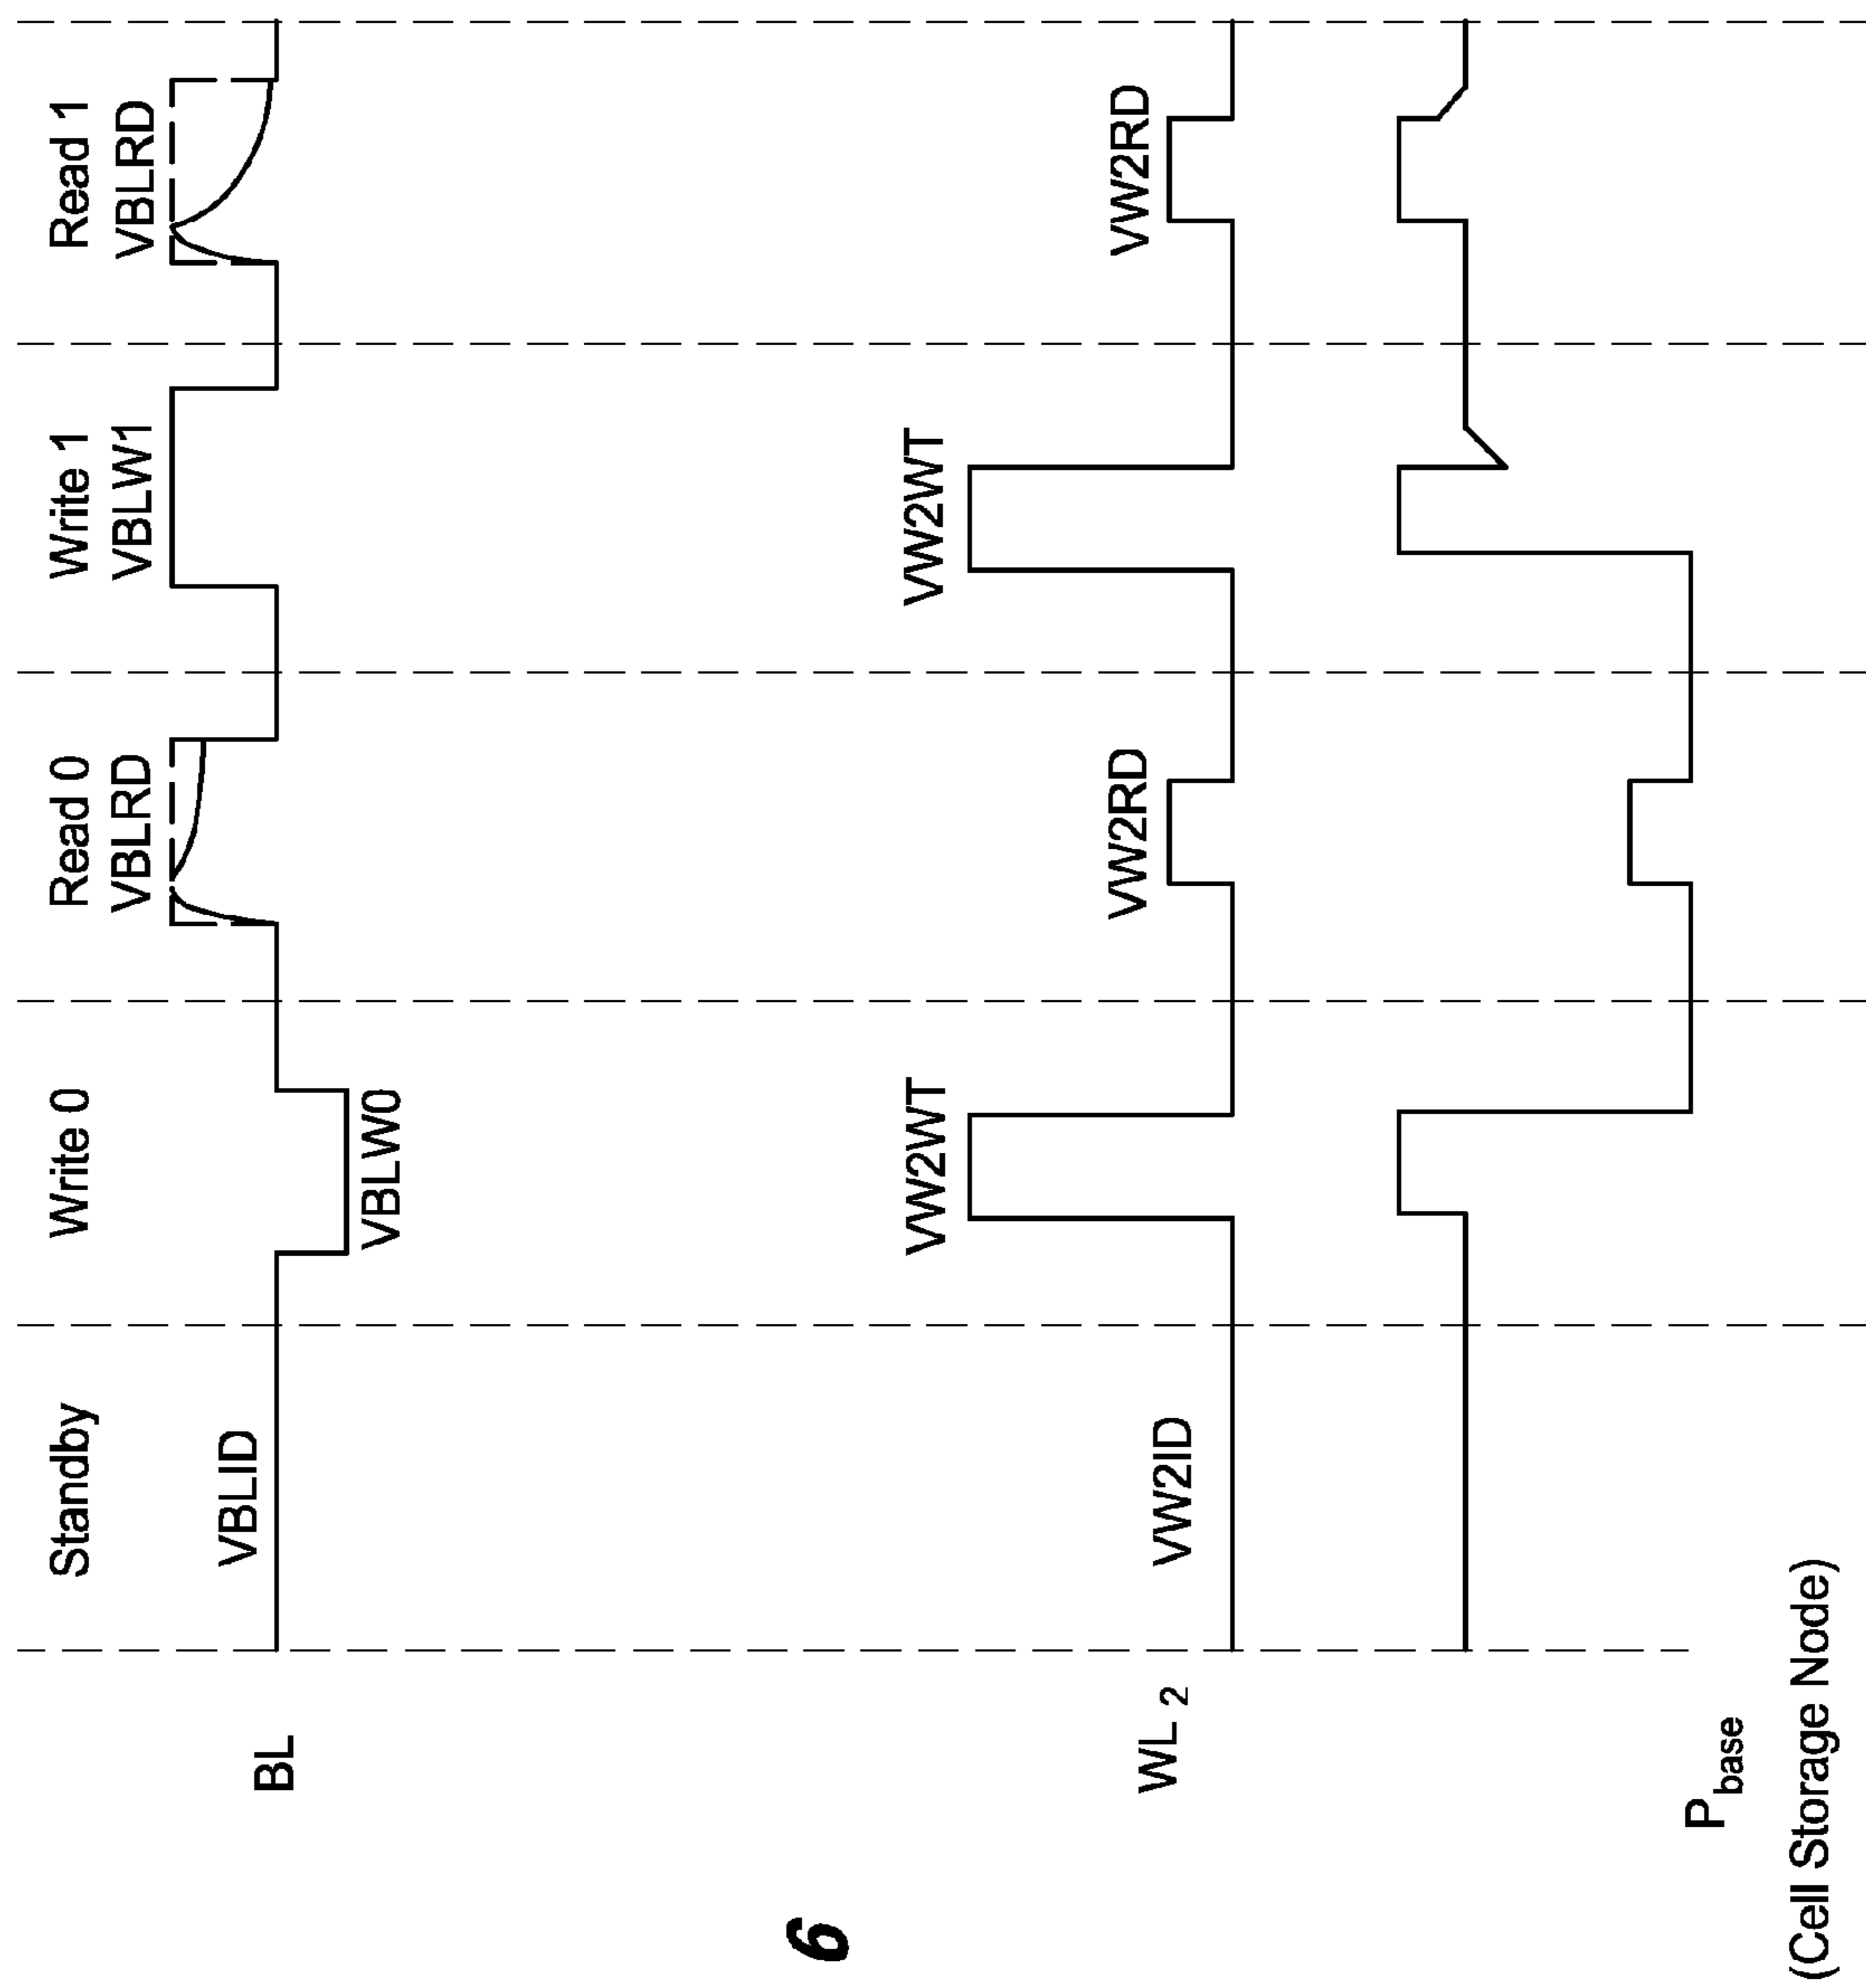 Standby Write 0 Read 0 Write 1 Read 1
VBLRD VBLW1 VBLRD
VBLID
BL
VBLW0
VW2WT VW2WT
VW2RD VW2RD
VW2ID
WL 2
P base
(Cell Storage Node)
6